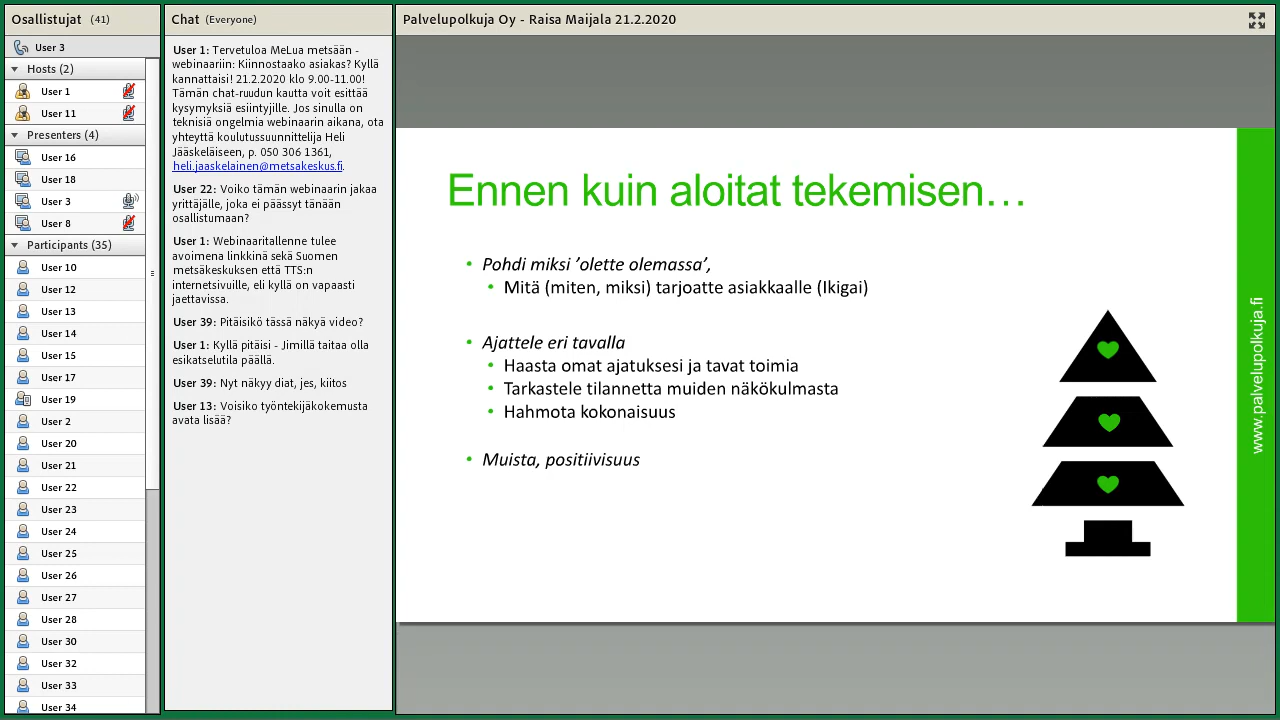 Osallistujat (41)
User 3
Hosts (2)
User 1
User 11
Presenters (4)
User 16
User 18
User 3
User 8
Participants (35)
User 10
User 12
User 13
User 14
User 15
User 17
User 19
User 2
User 20
User 21
User 22
User 23
User 24
User 25
User 26
User 27
User 28
User 30
User 32
User 33
User 34
Chat (Everyone)
User 1: Tervetuloa MeLua metsään -
webinaariin: Kiinnostaako asiakas? Kyllä
kannattaisi! 21.2.2020 klo 9.00-11.00!
Tämän chat-ruudun kautta voit esittää
kysymyksiä esiintyjille. Jos sinulla on
teknisiä ongelmia webinaarin aikana, ota
yhteyttä koulutussuunnittelija Heli
Jääskeläiseen, p. 050 306 1361,
heli.jaaskelainen@metsakeskus.fi.
User 22: Voiko tämän webinaarin jakaa
yrittäjälle, joka ei päässyt tänään
osallistumaan?
User 1: Webinaaritallenne tulee
avoimena linkkinä sekä Suomen
metsäkeskuksen että TTS:n
internetsivuille, eli kyllä on vapaasti
jaettavissa.
User 39: Pitäisikö tässä näkyä video?
User 1: Kyllä pitäisi - Jimillä taitaa olla
esikatselutila päällä.
User 39: Nyt näkyy diat, jes, kiitos
User 13: Voisiko työntekijäkokemusta
avata lisää?
Palvelupolkuja Oy - Raisa Maijala 21.2.2020
Ennen kuin aloitat tekemisen…
• Pohdi miksi ’olette olemassa’,
• Mitä (miten, miksi) tarjoatte asiakkaalle (Ikigai)
• Ajattele eri tavalla
• Haasta omat ajatuksesi ja tavat toimia
• Tarkastele tilannetta muiden näkökulmasta
• Hahmota kokonaisuus
• Muista, positiivisuus
www.palvelupolkuja.fi